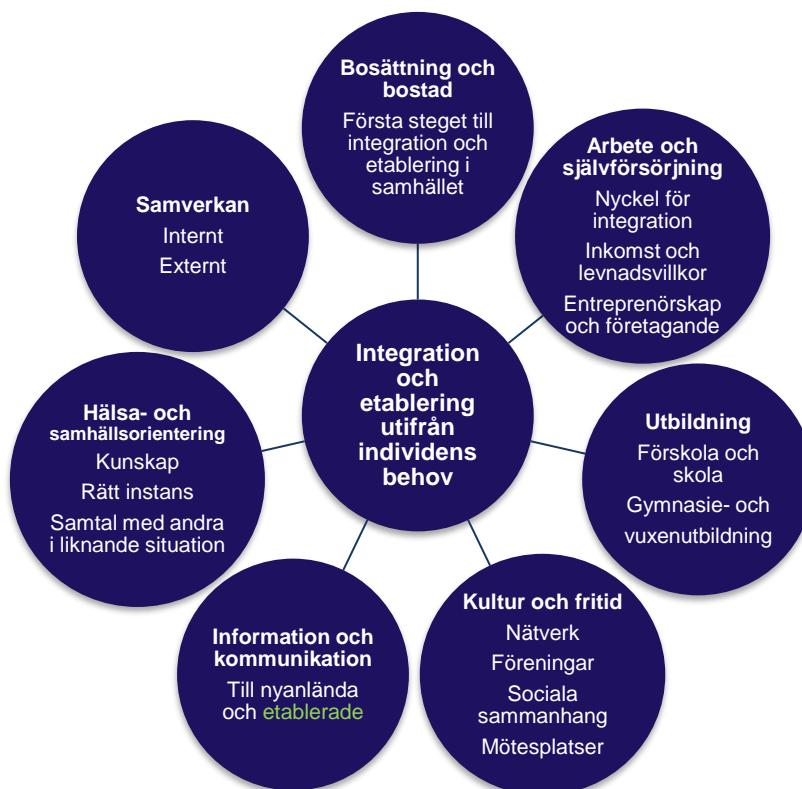 Bosättning och
bostad
Första steget till
integration och
etablering i
samhället
Arbete och
självförsörjning
Nyckel för
integration
Inkomst och
levnadsvillkor
Entreprenörskap
och företagande
Utbildning
Förskola och
skola
Gymnasie- och
vuxenutbildning
Kultur och fritid
Nätverk
Föreningar
Sociala
sammanhang
Mötesplatser
Information och
kommunikation
Till nyanlända
och etablerade
Hälsa- och
samhällsorientering
Kunskap
Rätt instans
Samtal med andra
i liknande situation
Samverkan
Internt
Externt
Integration
och
etablering
utifrån
individens
behov